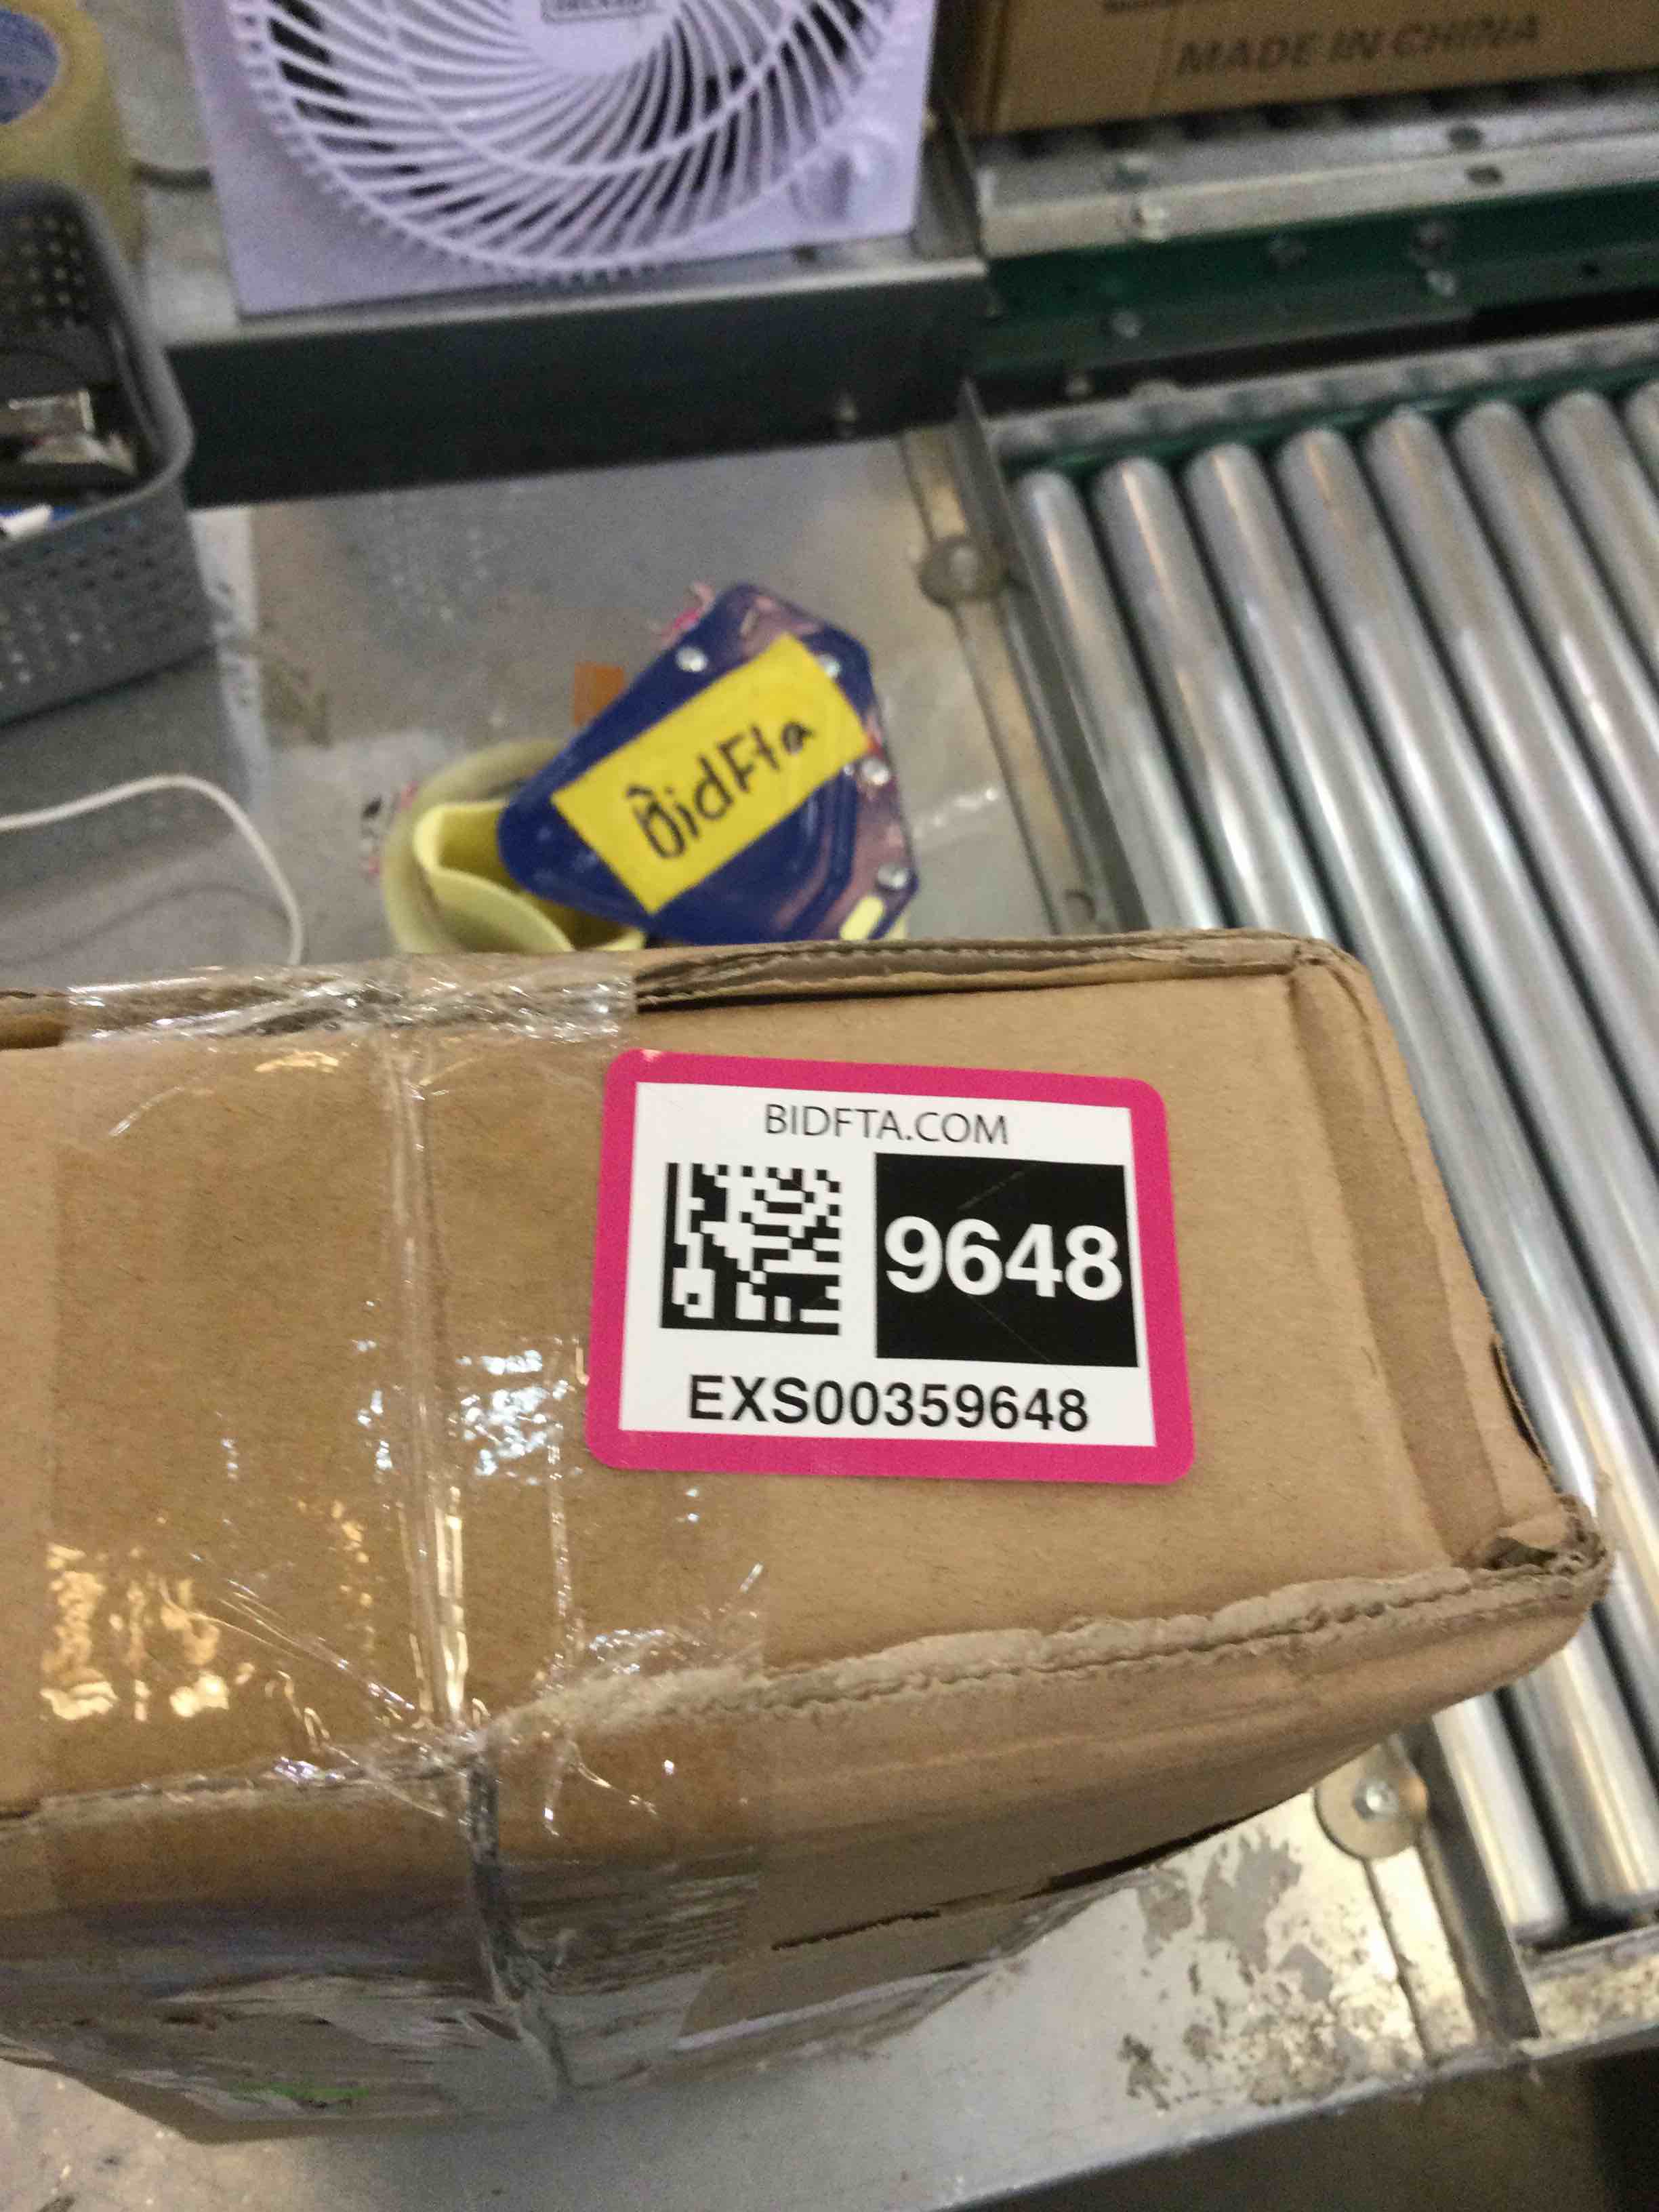 MADE IN CHINA
BidFta
BIDFTA.COM
9648
EXS00359648